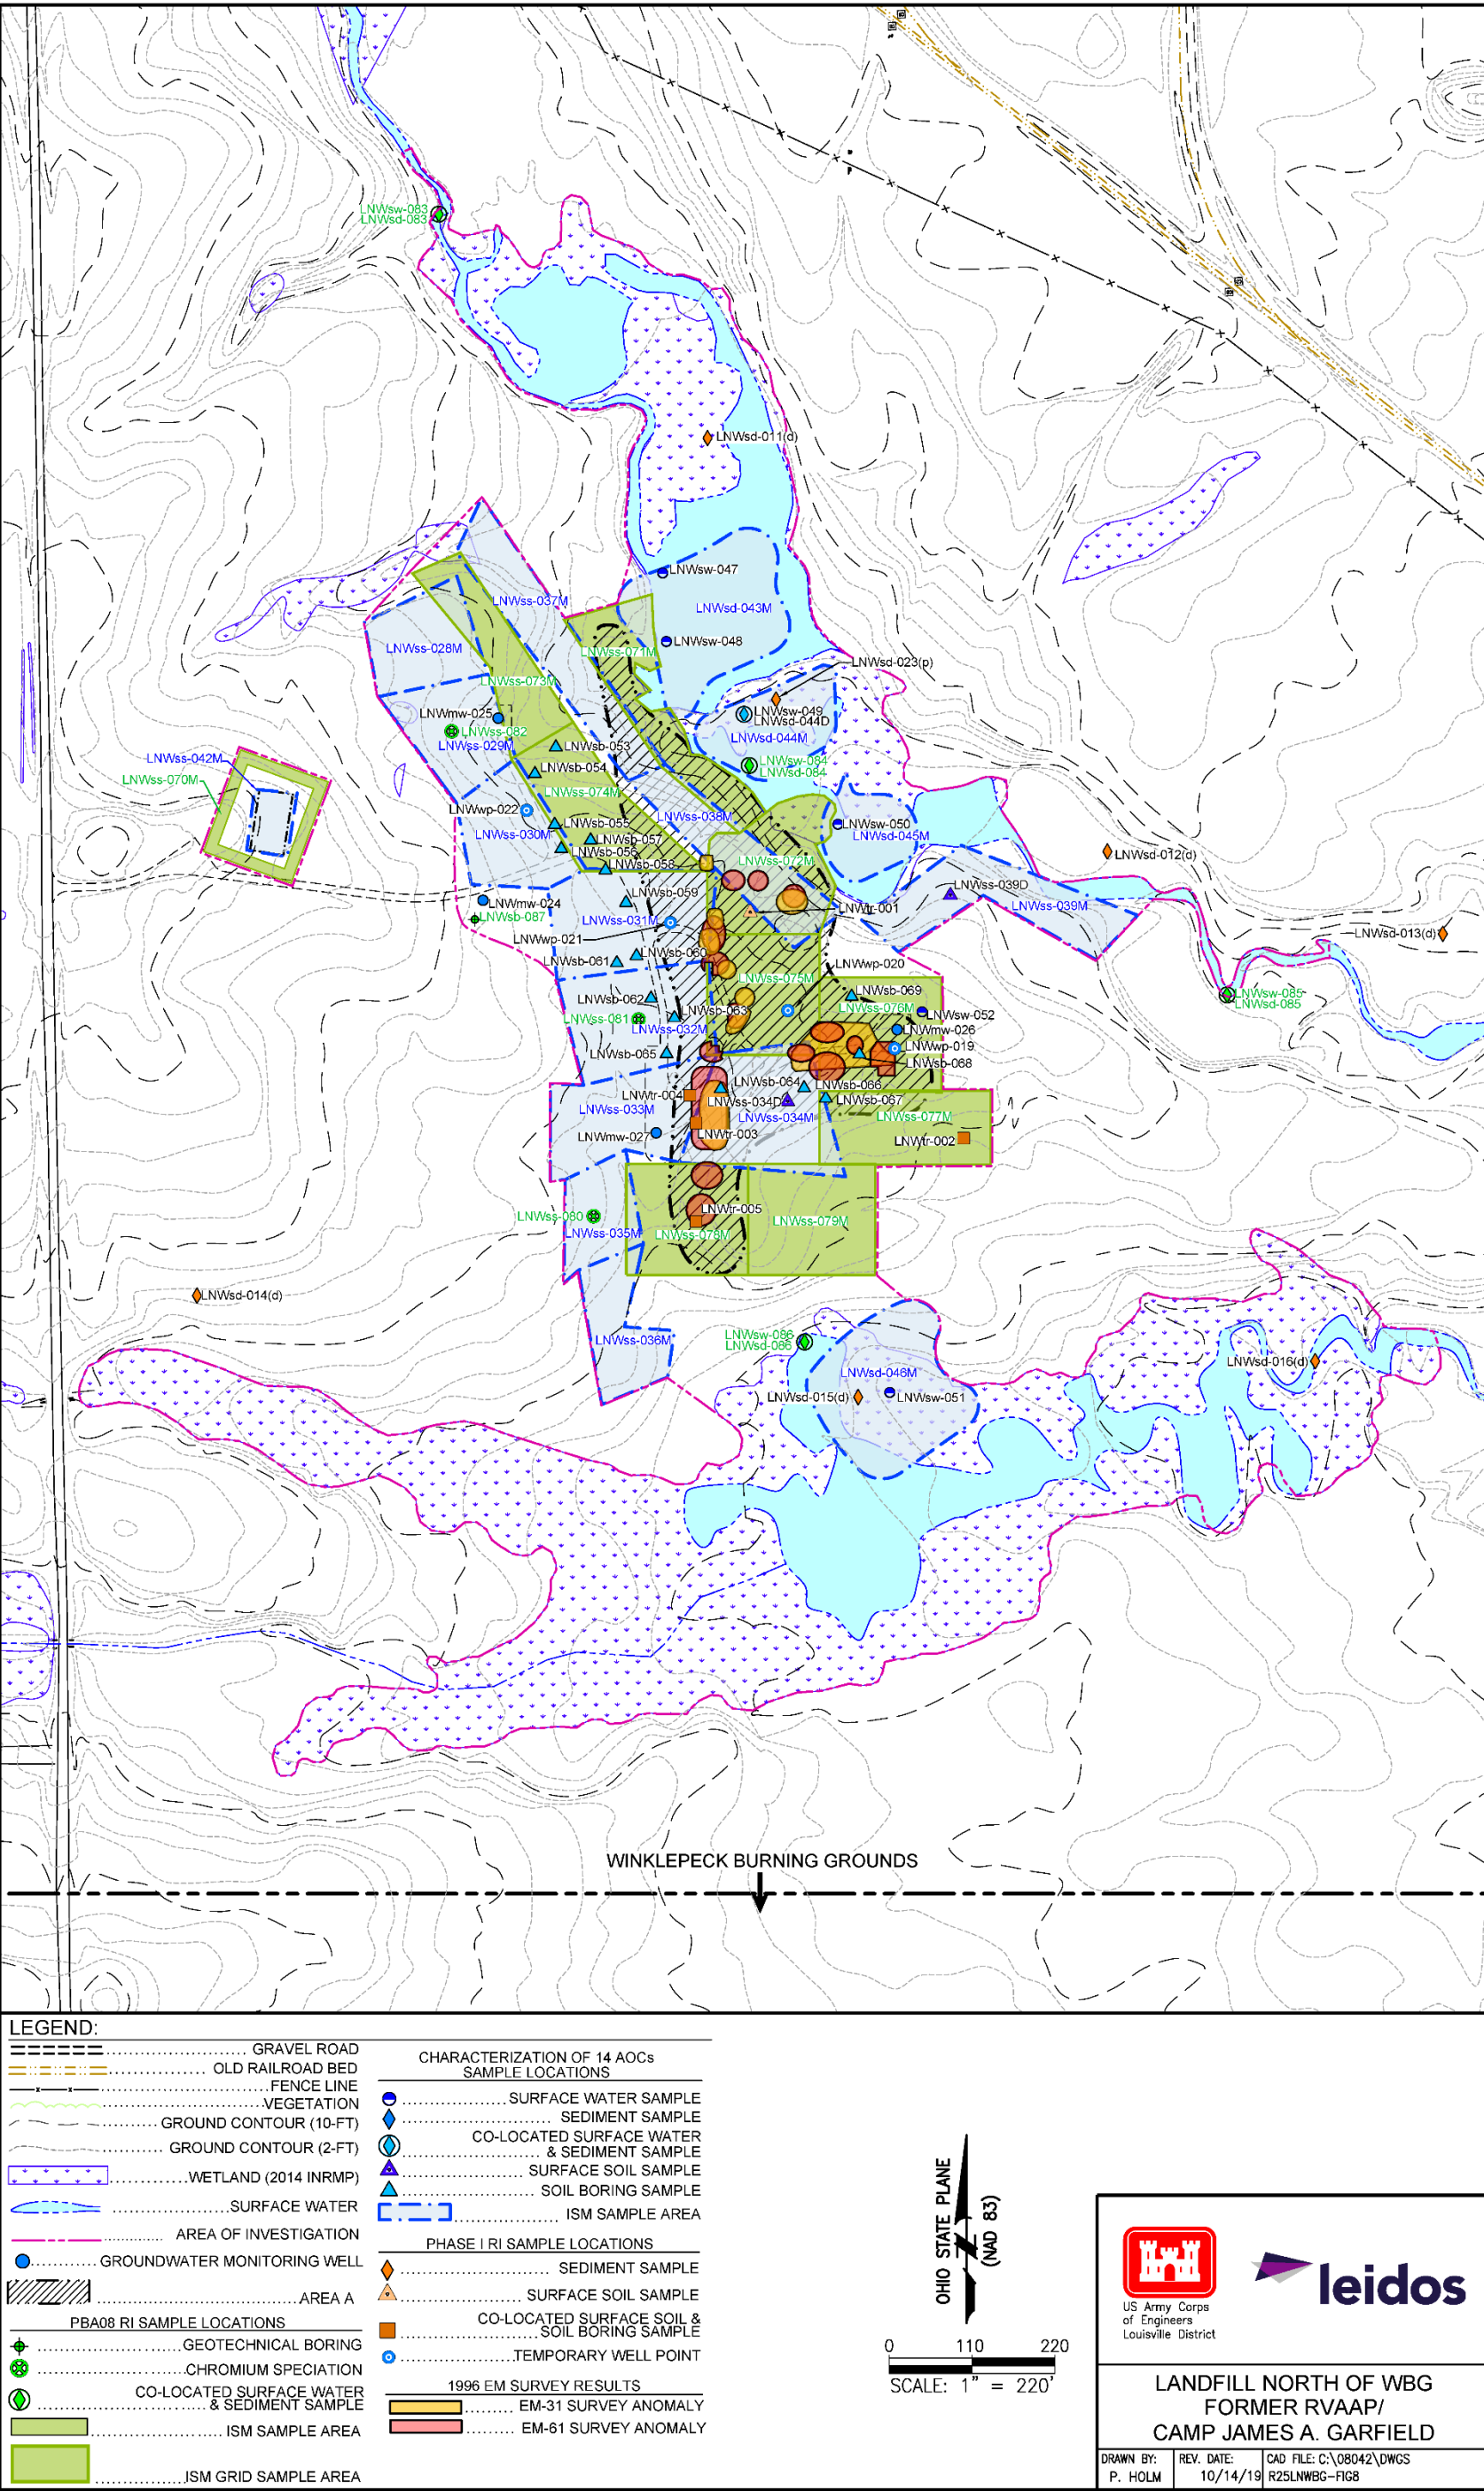 LNWsw-083
LNWsd-083
LNWsd-011(d)
LNWsw-047
LNWss-037M
LNWsd-043M
LNWss-028M
LNWss-071M
LNWsw-048
LNWsd-023(p)
LNWss-073M
LNWmw-025
LNWsw-049
LNWsd-044D
LNWss-082
LNWss-029M
LNWsd-044M
LNWsb-053
LNWss-042M
LNWsw-084
LNWsd-084
LNWsb-054
LNWss-070M
LNWss-074M
LNWwp-022
LNWss-038M
LNWsb-055
LNWsw-050
LNWss-030M
LNWsd-045M
LNWsb-057
LNWsb-056
LNWsd-012(d)
LNWss-072M
LNWsb-058
LNWss-039D
LNWsb-059
LNWmw-024
LNWss-039M
LNWtr-001
LNWsb-087
LNWss-031M
LNWsd-013(d)
LNWwp-021
LNWsb-060
LNWsb-061
LNWwp-020
LNWss-075M
LNWsb-069
LNWsw-085
LNWsd-085
LNWsb-062
LNWss-076M
LNWsb-063
LNWsw-052
LNWss-081
LNWss-032M
LNWmw-026
LNWwp-019
LNWsb-065
LNWsb-068
LNWsb-064
LNWsb-066
LNWtr-004
LNWss-034D
LNWsb-067
LNWss-033M
LNWss-034M
LNWss-077M
LNWmw-027
LNWtr-003
LNWtr-002
LNWtr-005
LNWss-080
LNWss-079M
LNWss-035M
LNWss-078M
LNWsd-014(d)
LNWsw-086
LNWsd-086
LNWss-036M
LNWsd-016(d)
LNWsd-046M
LNWsd-015(d)
LNWsw-051
WINKLEPECK BURNING GROUNDS
LEGEND:
GRAVEL ROAD
OLD RAILROAD BED
FENCE LINE
VEGETATION
GROUND CONTOUR (10-FT)
GROUND CONTOUR (2-FT)
WETLAND (2014 INRMP)
SURFACE WATER
AREA OF INVESTIGATION
GROUNDWATER MONITORING WELL
AREA A
PBA08 RI SAMPLE LOCATIONS
GEOTECHNICAL BORING
CHROMIUM SPECIATION
CO-LOCATED SURFACE WATER
& SEDIMENT SAMPLE
ISM SAMPLE AREA
ISM GRID SAMPLE AREA
CHARACTERIZATION OF 14 AOCs
SAMPLE LOCATIONS
SURFACE WATER SAMPLE
SEDIMENT SAMPLE
CO-LOCATED SURFACE WATER
& SEDIMENT SAMPLE
SURFACE SOIL SAMPLE
SOIL BORING SAMPLE
ISM SAMPLE AREA
PHASE I RI SAMPLE LOCATIONS
SEDIMENT SAMPLE
SURFACE SOIL SAMPLE
CO-LOCATED SURFACE SOIL &
SOIL BORING SAMPLE
TEMPORARY WELL POINT
1996 EM SURVEY RESULTS
EM-31 SURVEY ANOMALY
EM-61 SURVEY ANOMALY
OHIO STATE PLANE
(NAD 83)
N
0 110 220
SCALE: 1" = 220'
US Army Corps
of Engineers
Louisville District
leidos
LANDFILL NORTH OF WBG
FORMER RVAAP/
CAMP JAMES A. GARFIELD
DRAWN BY:
P. HOLM
REV. DATE:
10/14/19
CAD FILE: C:\08042\DWGS
R25LNWBG-FIG8